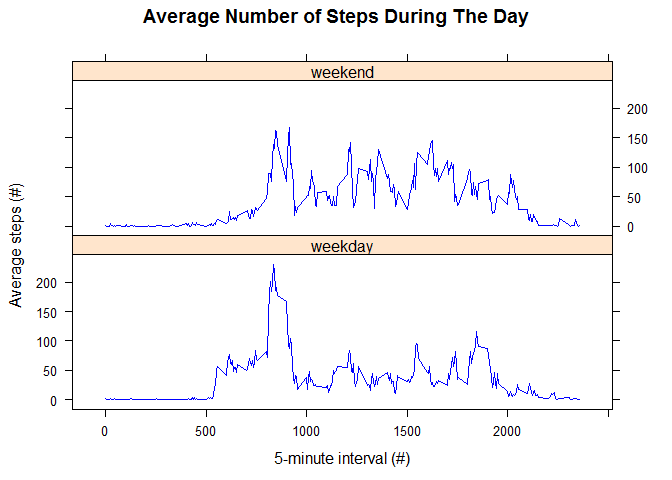 Average Number of Steps During The Day
weekend
200
150
100
50
0
weekday
200
150
100
50
0
Average steps (#)
0 500 1000 1500 2000
5-minute interval (#)